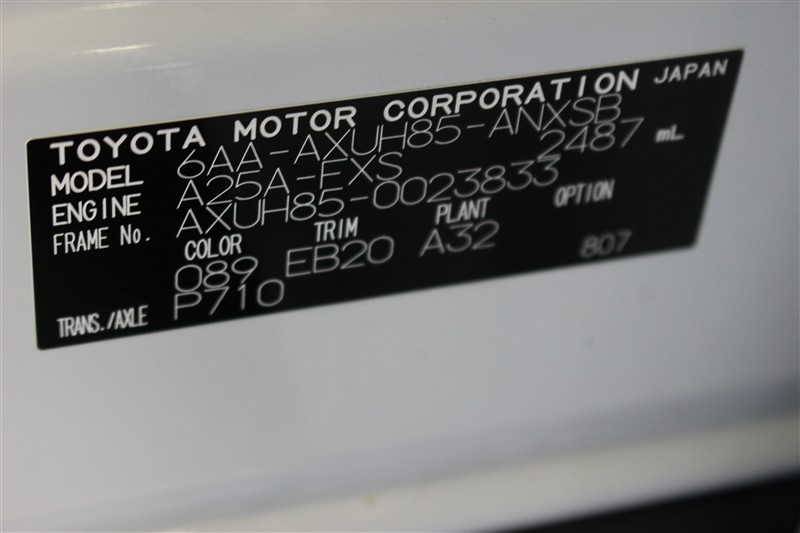 TOYOTA MOTOR CORPORATION JAPAN
MODEL 6AA-AXUH85-ANXSB
ENGINE A25A-FXS 2487 mL
FRAME No. AXUH85-0023833
COLOR TRIM PLANT OPTION
089 EB20 A32 807
TRANS./AXLE P710